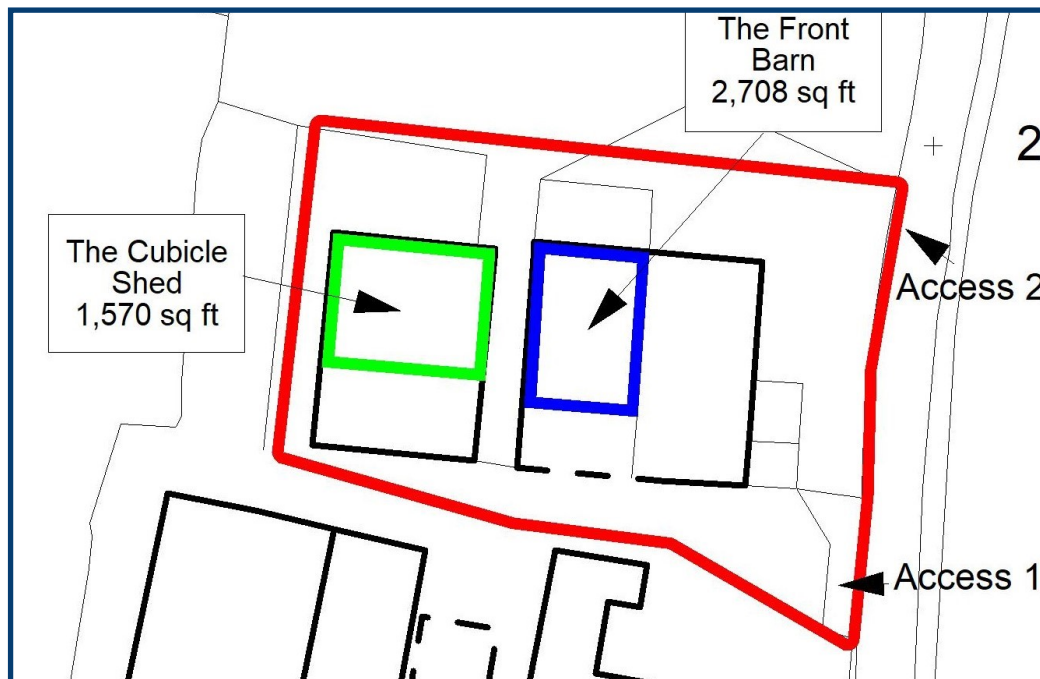 The Front
Barn
2,708 sq ft
2
The Cubicle
Shed
1,570 sq ft
Access 2
Access 1